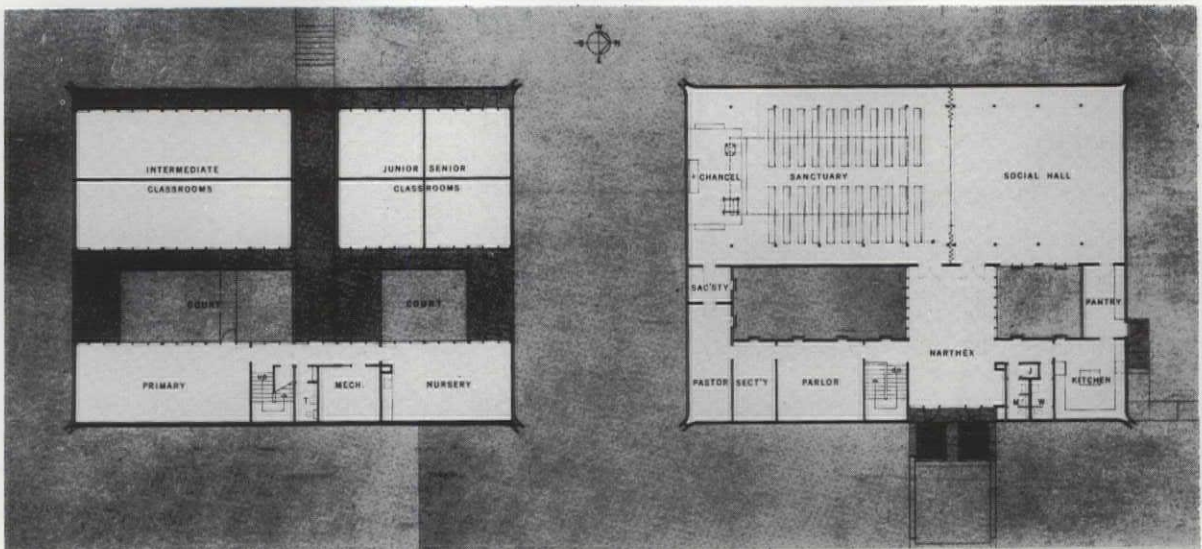 INTERMEDIATE
CLASSROOMS
JUNIOR SENIOR
CLASSROOMS
COURT
COURT
PRIMARY
T.
MECH.
NURSERY
CHANCEL
SANCTUARY
SOCIAL HALL
SAC'STY
PANTRY
NARTHEX
PASTOR
SECT'Y
PARLOR
J
M
W
KITCHEN